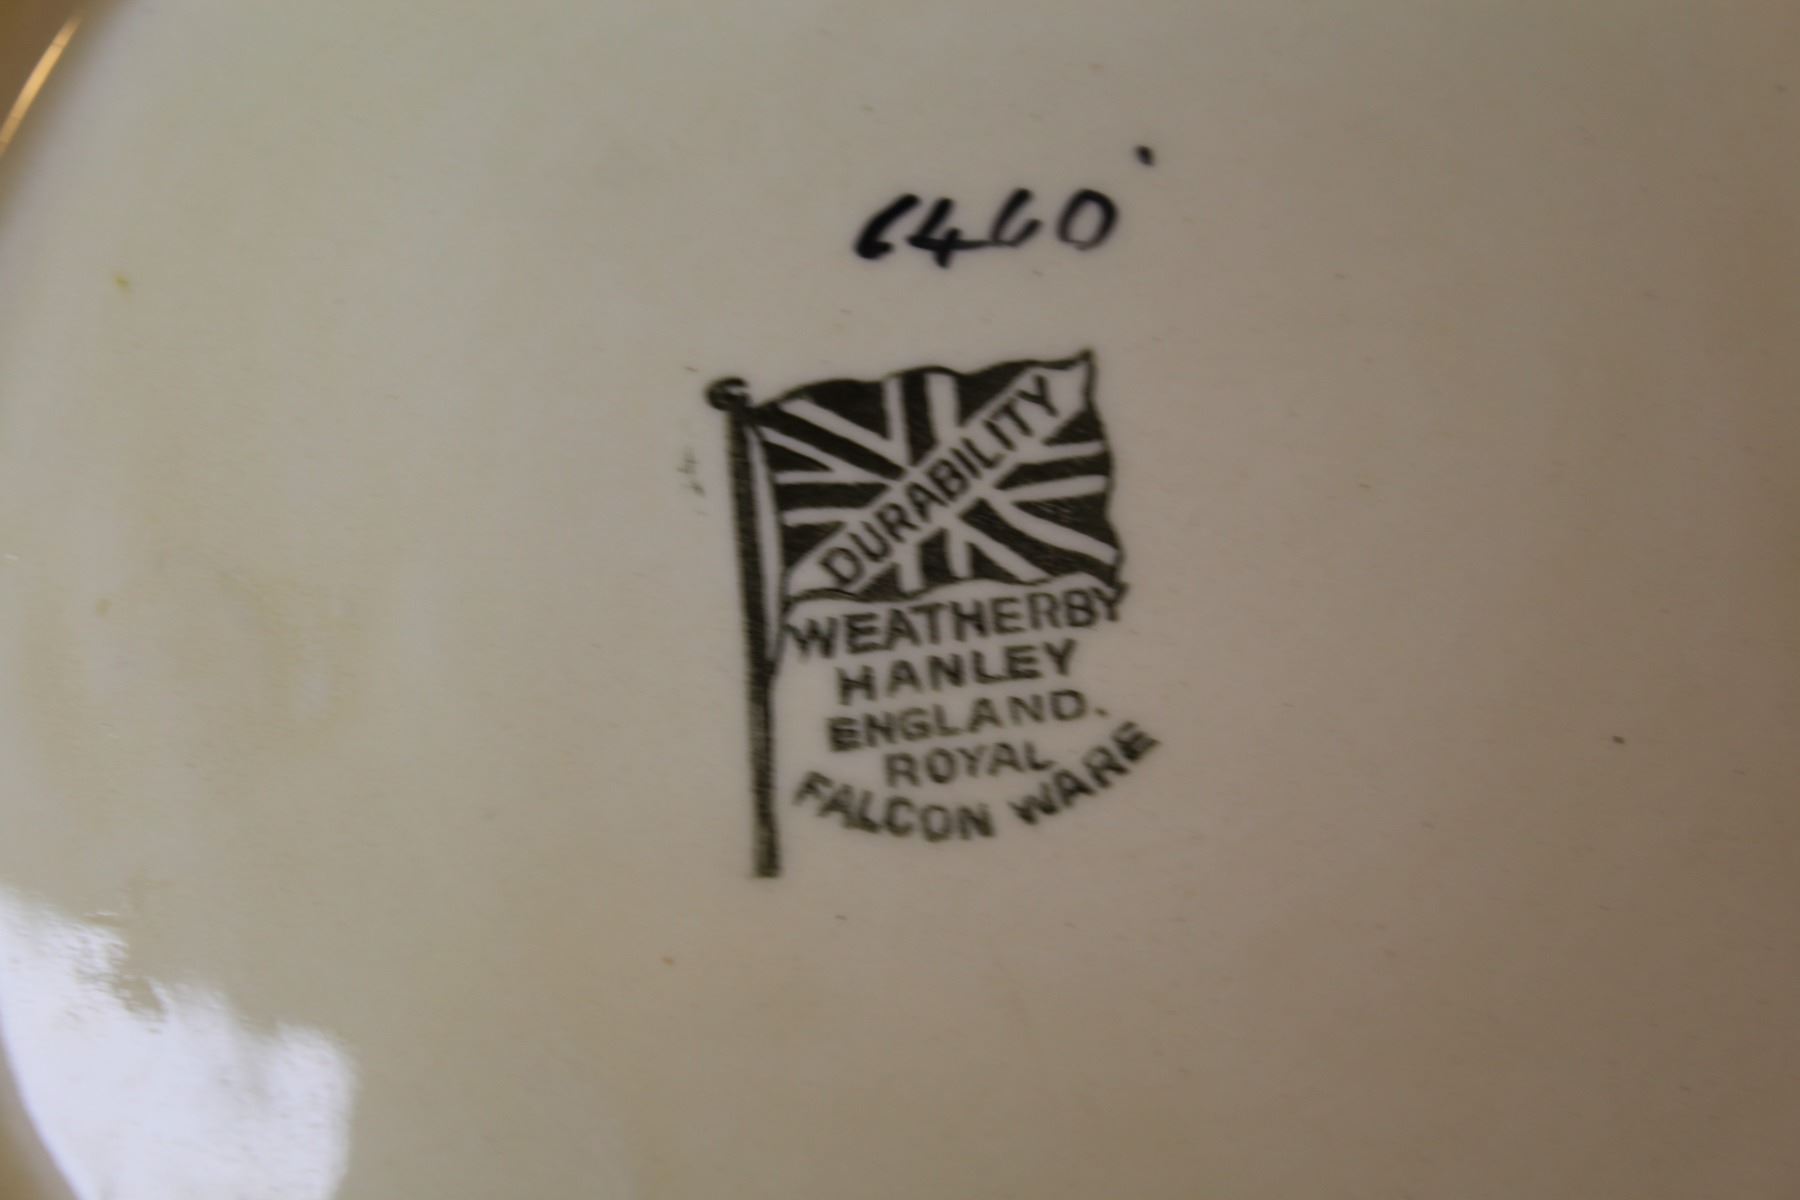 6460
DURABILITY
WEATHERBY
HANLEY
ENGLAND.
ROYAL
FALCON WARE